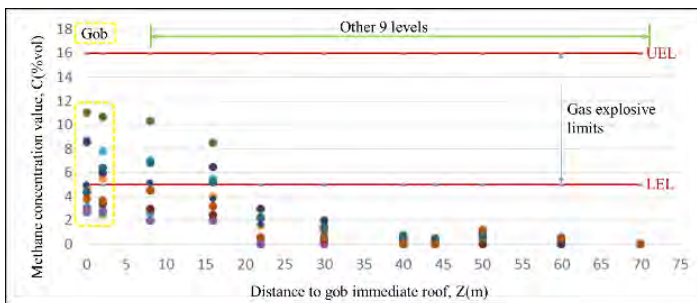 Methane concentration value, C(%vol)
18
16
14
12
10
8
6
4
2
0
Gob
Other 9 levels
UEL
Gas explosive
limits
LEL
0 5 10 15 20 25 30 35 40 45 50 55 60 65 70 75
Distance to gob immediate roof, Z(m)